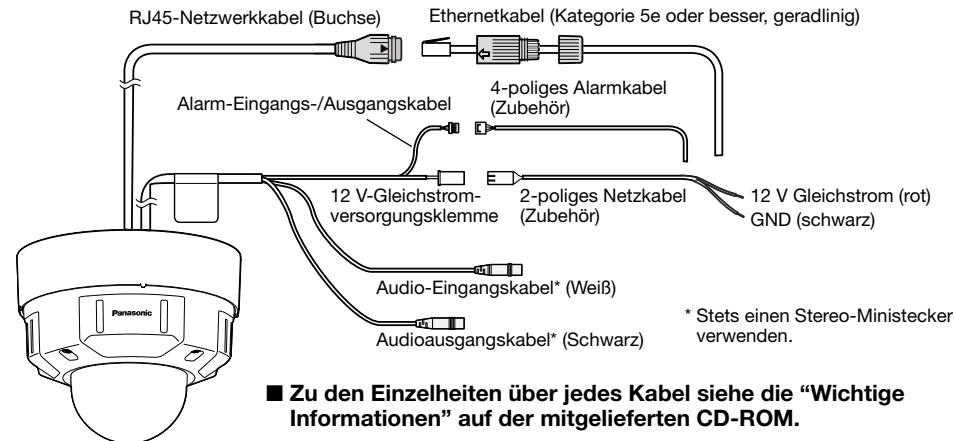 RJ45-Netzwerkkabel (Buchse)
Ethernetkabel (Kategorie 5e oder besser, geradlinig)
Alarm-Eingangs-/Ausgangskabel
4-poliges Alarmkabel
(Zubehör)
12 V-Gleichstrom-
versorgungsklemme
2-poliges Netzkabel
(Zubehör)
12 V Gleichstrom (rot)
GND (schwarz)
Audio-Eingangskabel* (Weiß)
Panasonic
Audioausgangskabel* (Schwarz)
* Stets einen Stereo-Ministecker
verwenden.
■ Zu den Einzelheiten über jedes Kabel siehe die “Wichtige
Informationen” auf der mitgelieferten CD-ROM.